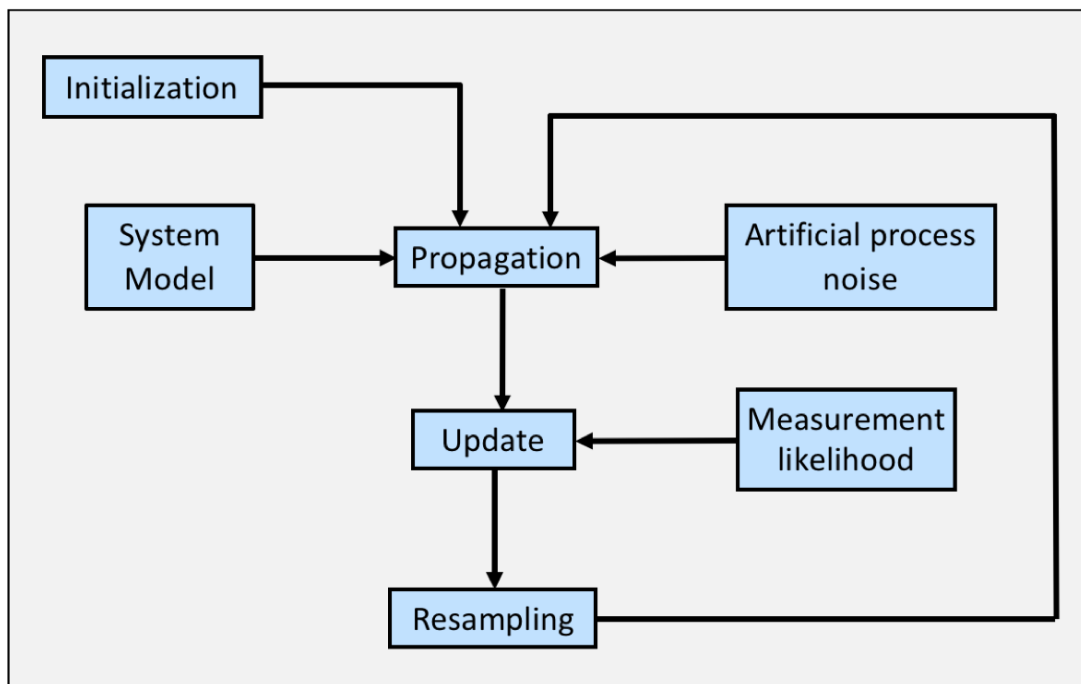 Initialization
System
Model
Propagation
Artificial process
noise
Update
Measurement
likelihood
Resampling